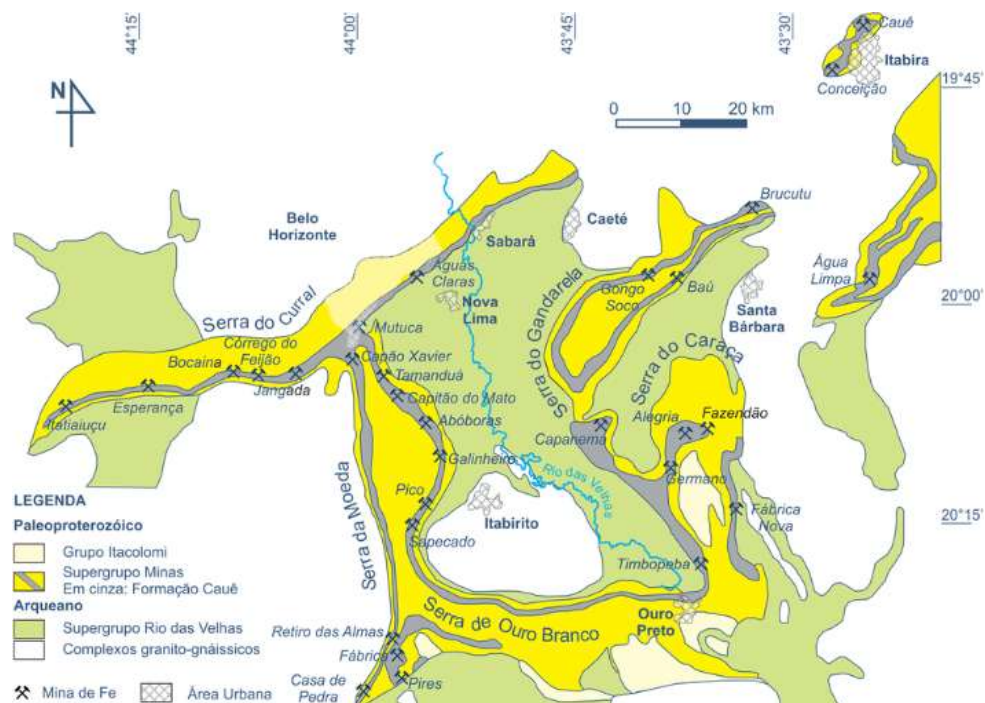 44°15'
44°00'
43°45'
43°30'
Cauê
Itabira
Conceição
19°45'
N
0 10 20 km
Brucutu
Belo
Horizonte
Caeté
Sabará
Águas
Claras
Nova
Lima
Gongo
Soco
Baú
Água
Limpa
Santa
Bárbara
20°00'
Serra do Curral
Serra do Gandarela
Serra do Caraça
Mutuca
Córrego do
Feijão
Bocaina
Capão Xavier
Tamanduá
Jangada
Esperança
Capitão do Mato
Itatiaiuçu
Abóboras
Capanema
Alegria
Fazendão
Galinheiro
Rio das Velhas
Germano
Pico
Itabirito
Fábrica
Nova
20°15'
Sapecado
Serra da Moeda
Timbopeba
Serra de Ouro Branco
Ouro
Preto
Retiro das Almas
Fábrica
Casa de
Pedra
Pires
LEGENDA
Paleoproterozóico
Grupo Itacolomi
Supergrupo Minas
Em cinza: Formação Cauê
Arqueano
Supergrupo Rio das Velhas
Complexos granito-gnáissicos
Mina de Fe
Área Urbana